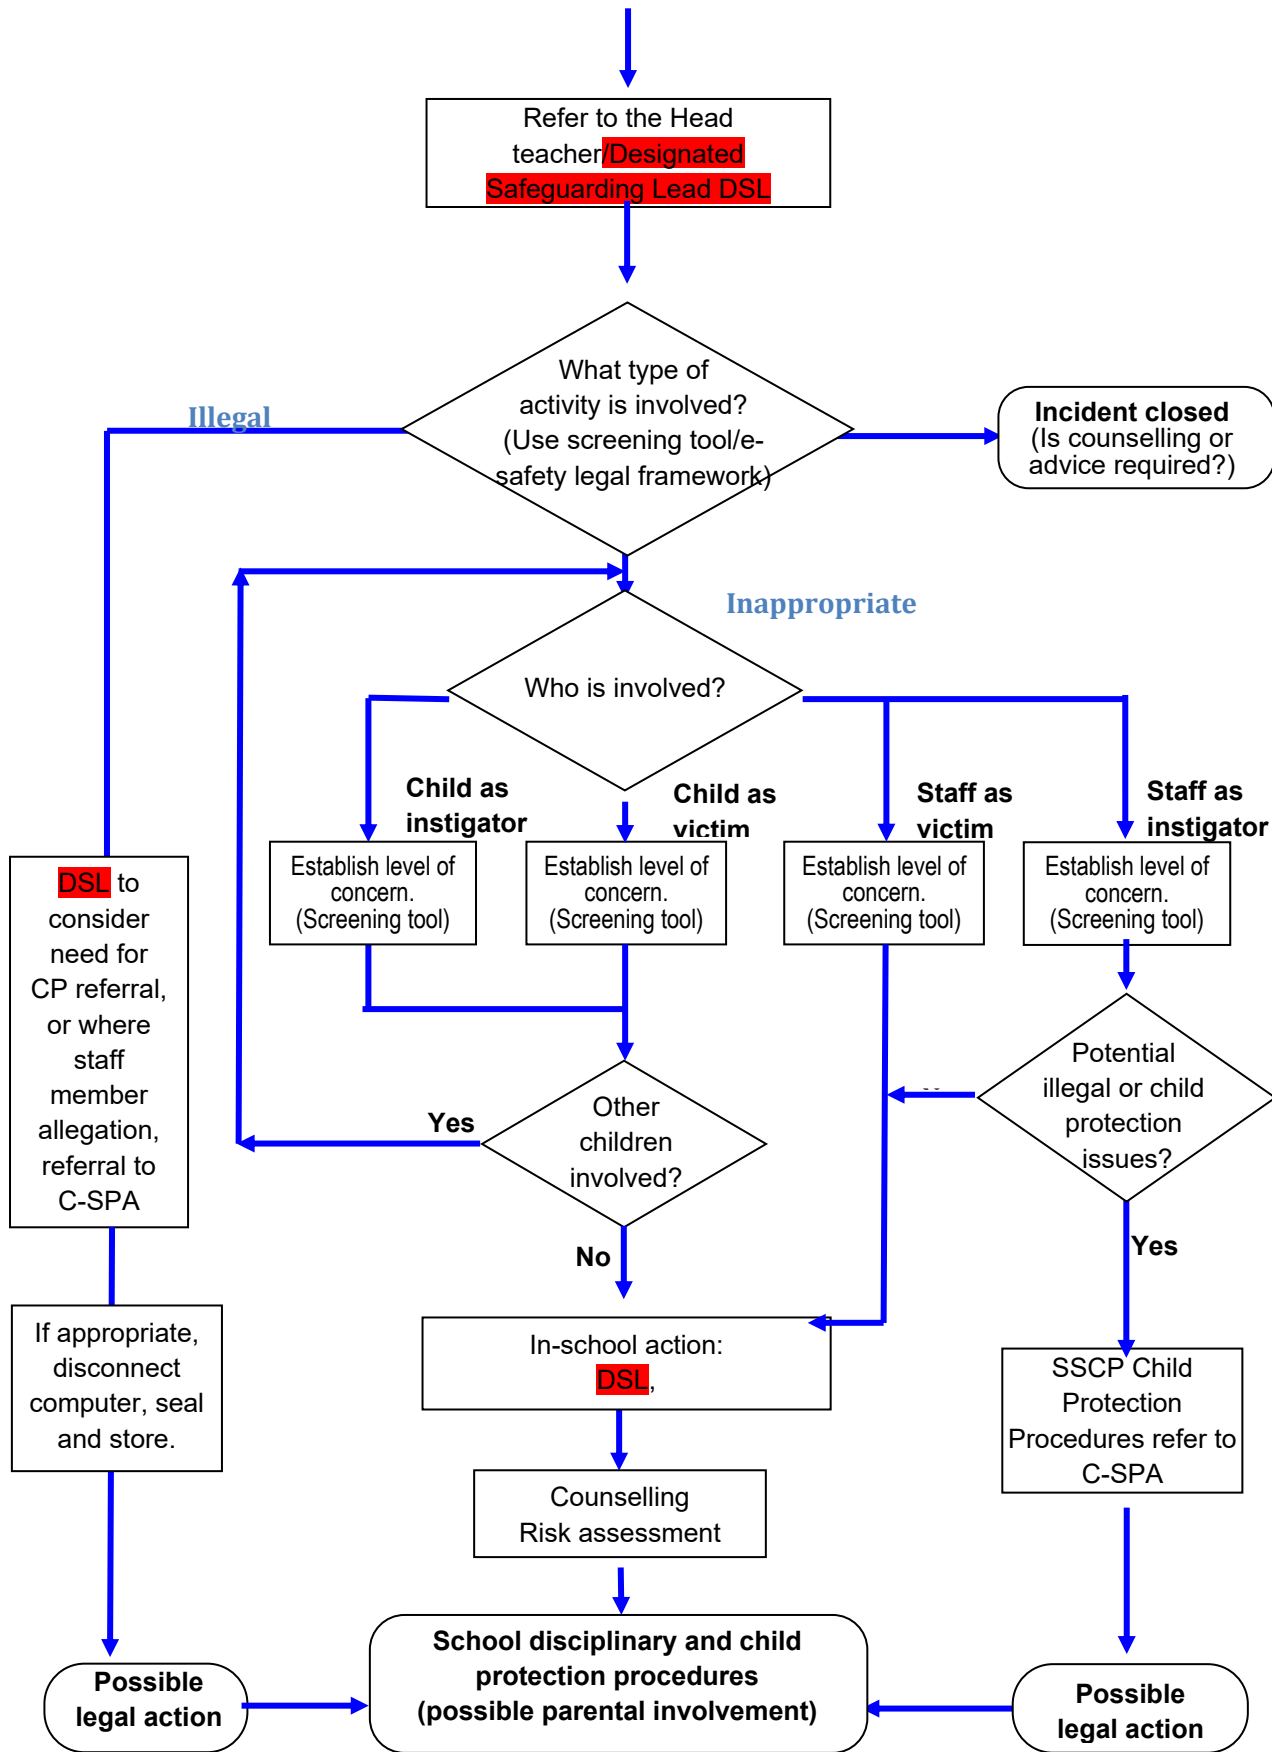 Refer to the Head
teacher/Designated
Safeguarding Lead DSL
What type of
activity is involved?
(Use screening tool/e-
safety legal framework)
Illegal
Incident closed
(Is counselling or
advice required?)
Inappropriate
Who is involved?
Child as
instigator
Child as
victim
Staff as
victim
Staff as
instigator
Establish level of
concern.
(Screening tool)
Establish level of
concern.
(Screening tool)
Establish level of
concern.
(Screening tool)
Establish level of
concern.
(Screening tool)
DSL to
consider
need for
CP referral,
or where
staff
member
allegation,
referral to
C-SPA
Potential
illegal or child
protection
issues?
Yes
Other
children
involved?
No
Yes
In-school action:
DSL,
If appropriate,
disconnect
computer, seal
and store.
SSCP Child
Protection
Procedures refer to
C-SPA
Counselling
Risk assessment
School disciplinary and child
protection procedures
(possible parental involvement)
Possible
legal action
Possible
legal action